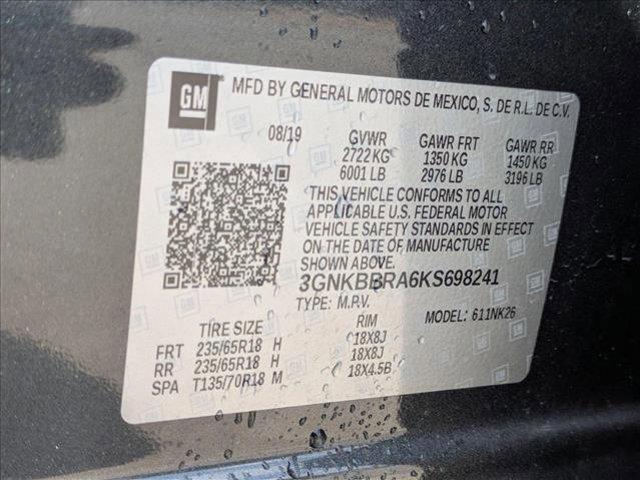 GM
MFD BY GENERAL MOTORS DE MEXICO, S. DE R.L. DE C.V.
08/19 GVWR GAWR FRT GAWR RR
2722 KG 1350 KG 1450 KG
6001 LB 2976 LB 3196 LB
THIS VEHICLE CONFORMS TO ALL
APPLICABLE U.S. FEDERAL MOTOR
VEHICLE SAFETY STANDARDS IN EFFECT
ON THE DATE OF MANUFACTURE
SHOWN ABOVE.
3GNKBBRA6KS698241
TYPE: M.P.V. MODEL: 611NK26
TIRE SIZE RIM
FRT 235/65R18 H 18X8J
RR 235/65R18 H 18X8J
SPA T135/70R18 M 18X4.5B